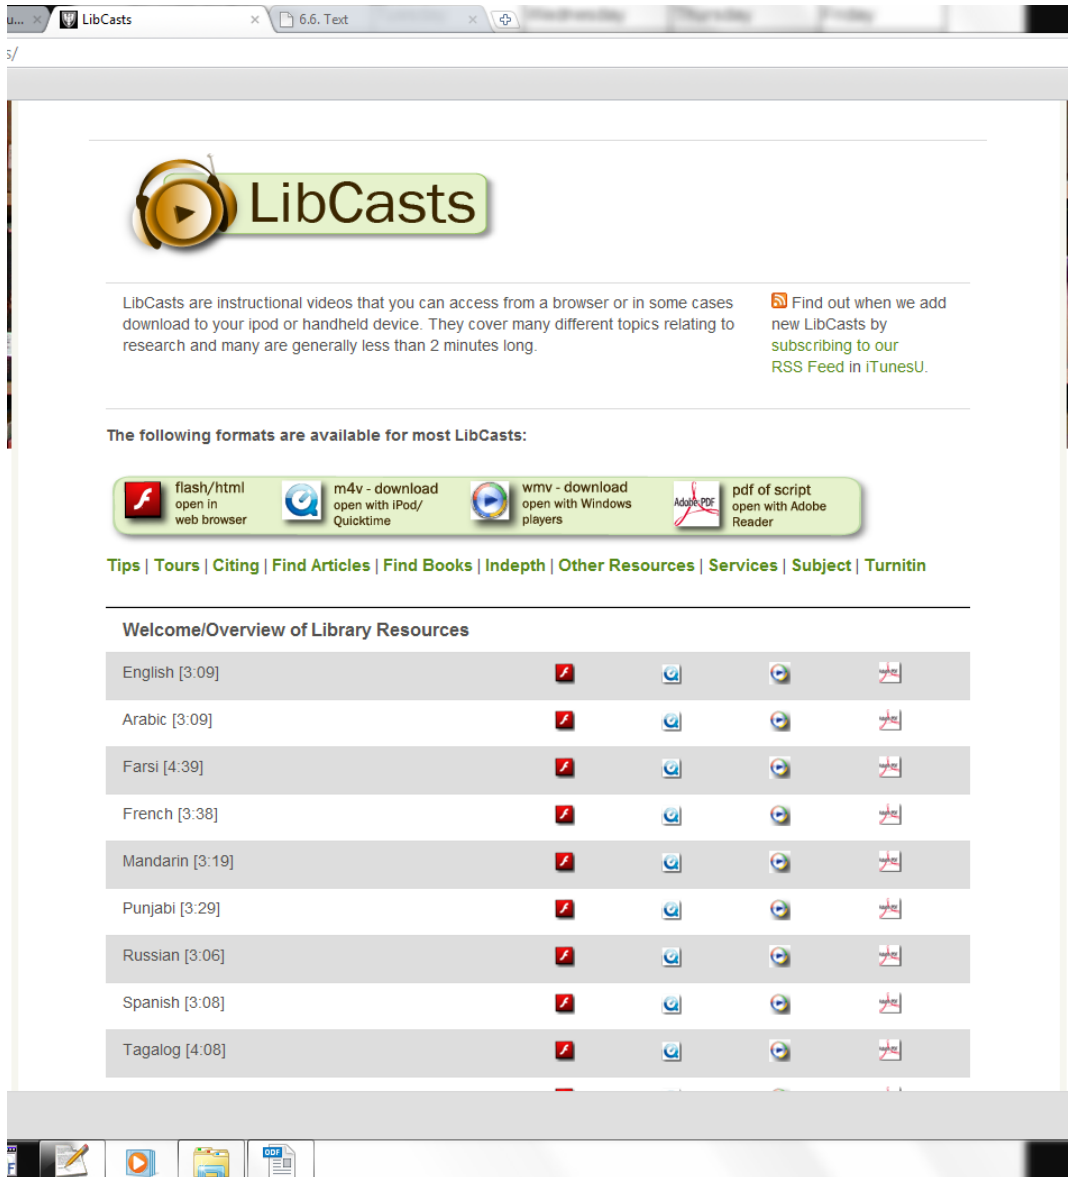 u... LibCasts 6.6. Text
s/
LibCasts
LibCasts are instructional videos that you can access from a browser or in some cases
download to your ipod or handheld device. They cover many different topics relating to
research and many are generally less than 2 minutes long.
Find out when we add
new LibCasts by
subscribing to our
RSS Feed in iTunesU.
The following formats are available for most LibCasts:
flash/html
open in
web browser
m4v - download
open with iPod/
Quicktime
wmv - download
open with Windows
players
Adobe PDF
pdf of script
open with Adobe
Reader
Tips | Tours | Citing | Find Articles | Find Books | Indepth | Other Resources | Services | Subject | Turnitin
Welcome/Overview of Library Resources
English [3:09]
Arabic [3:09]
Farsi [4:39]
French [3:38]
Mandarin [3:19]
Punjabi [3:29]
Russian [3:06]
Spanish [3:08]
Tagalog [4:08]
ODF